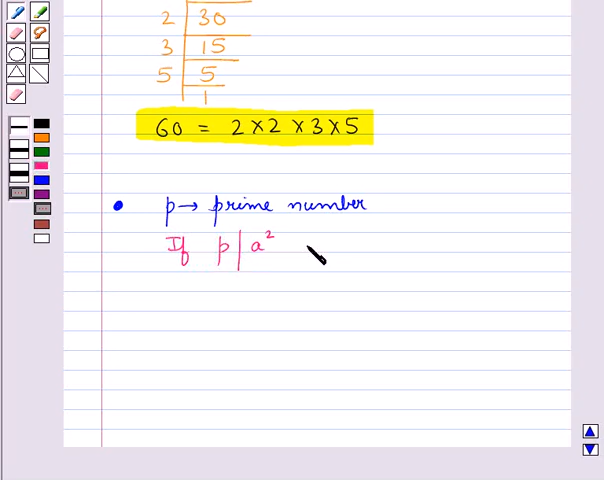 2 | 30
3 | 15
5 | 5
1
60 = 2 × 2 × 3 × 5
• p → prime number
If p | a²